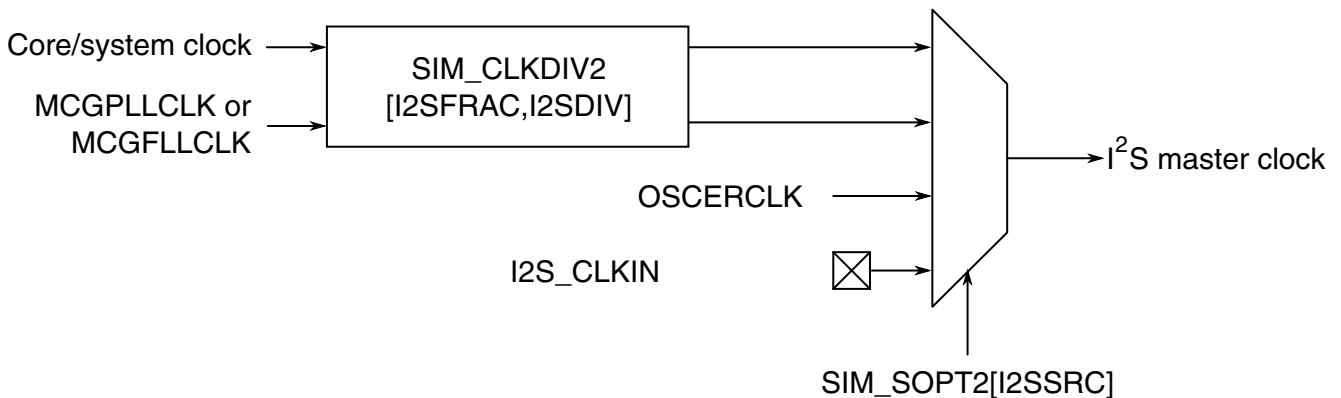 Core/system clock
SIM_CLKDIV2
[I2SFRAC,I2SDIV]
MCGPLLCLK or
MCGFLLCLK
I²S master clock
OSCERCLK
I2S_CLKIN
SIM_SOPT2[I2SSRC]